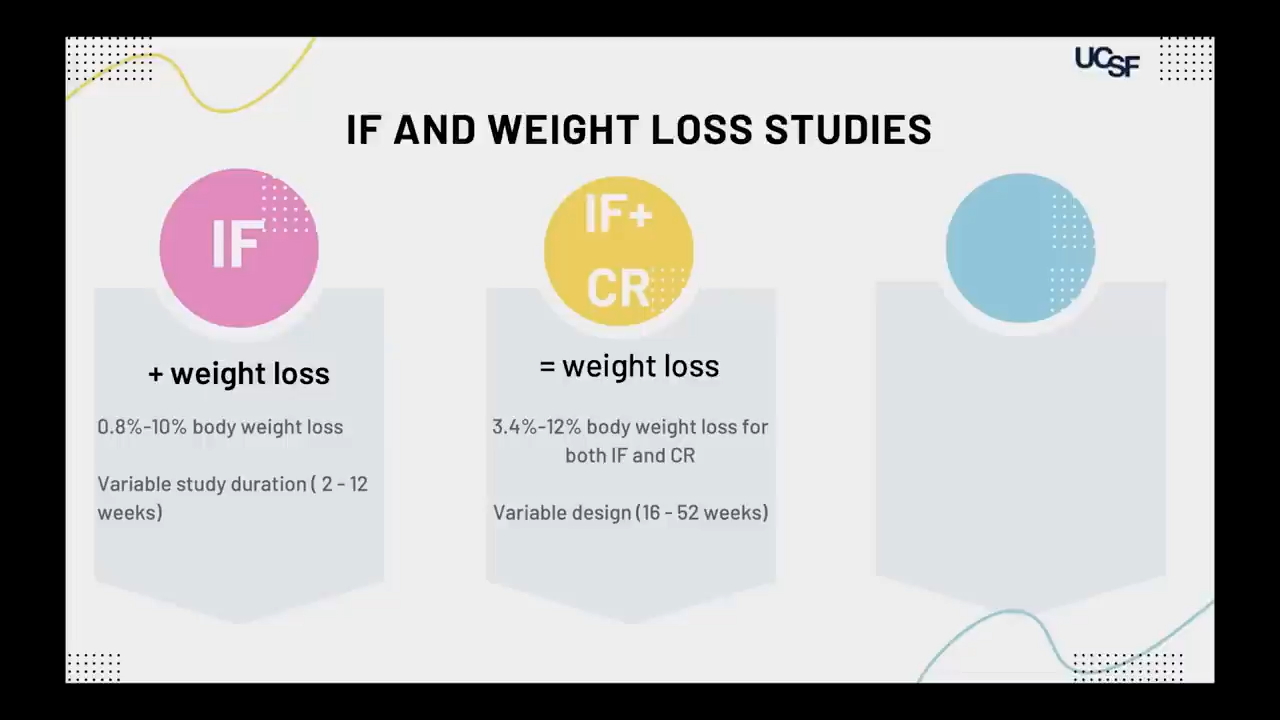 UCSF
IF AND WEIGHT LOSS STUDIES
IF
+ weight loss
0.8%-10% body weight loss
Variable study duration ( 2 - 12
weeks)
IF+
CR
= weight loss
3.4%-12% body weight loss for
both IF and CR
Variable design (16 - 52 weeks)